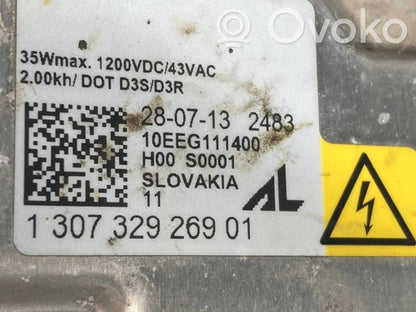 Ovoko
35Wmax. 1200VDC/43VAC
2.00kh/ DOT D3S/D3R
28-07-13 2483
10EEG111400
H00 S0001
SLOVAKIA
11
AL
1 307 329 269 01